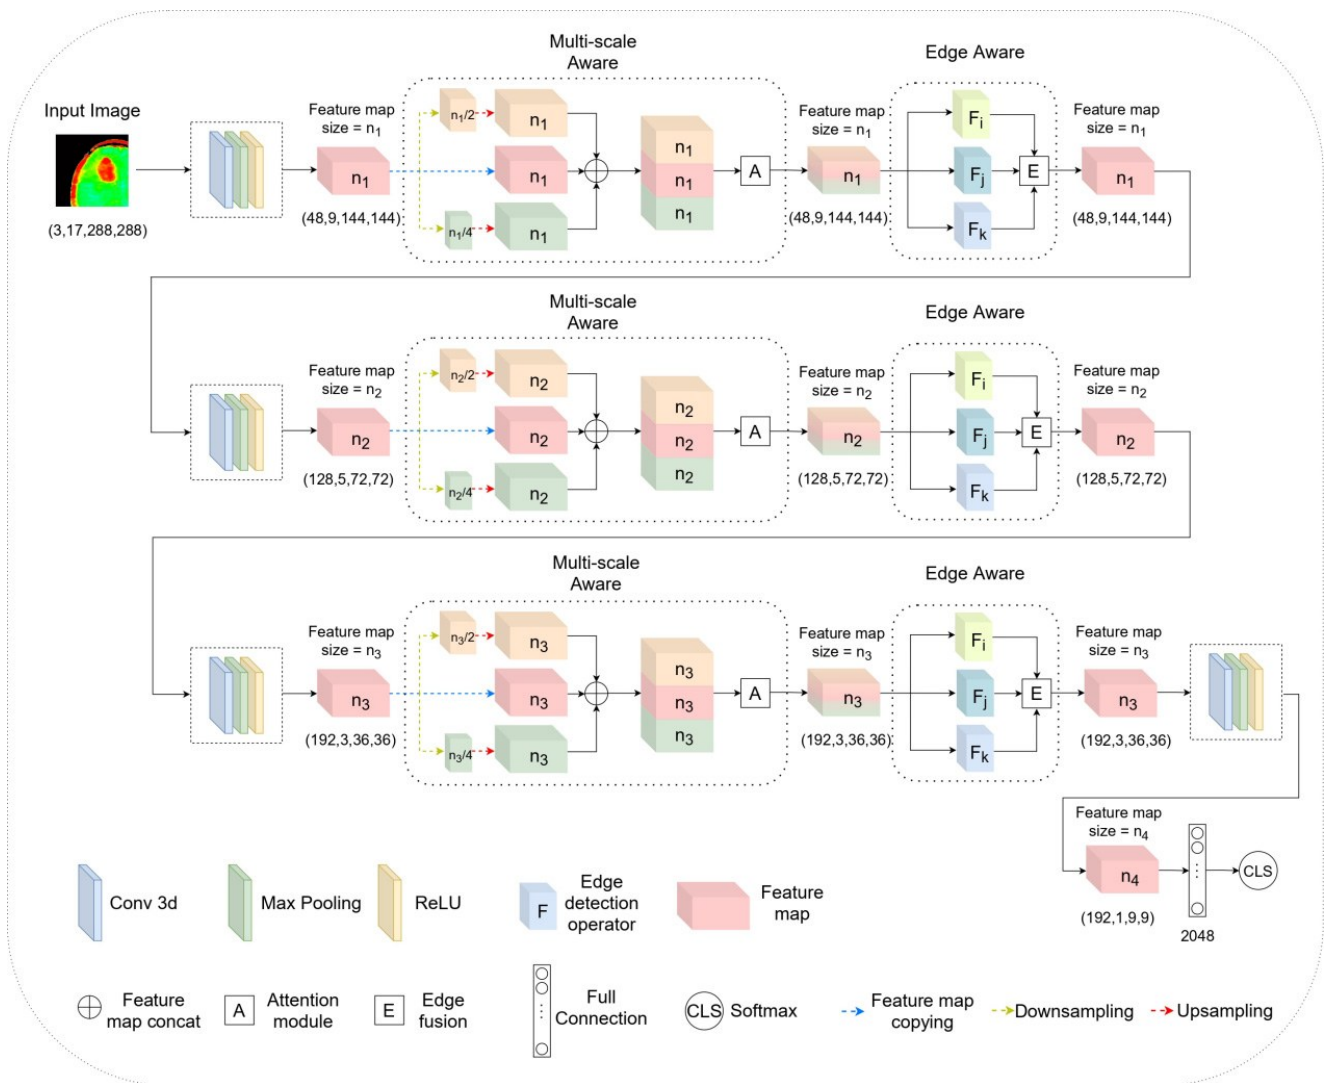 Multi-scale
Aware
Edge Aware
Input Image
(3,17,288,288)
Feature map
size = n1
n1
(48,9,144,144)
n1/2
n1
n1
n1/4
n1
n1
n1
n1
A
Feature map
size = n1
n1
(48,9,144,144)
Fi
Fj
Fk
E
Feature map
size = n1
n1
(48,9,144,144)
Multi-scale
Aware
Edge Aware
Feature map
size = n2
n2
(128,5,72,72)
n2/2
n2
n2
n2/4
n2
n2
n2
n2
A
Feature map
size = n2
n2
(128,5,72,72)
Fi
Fj
Fk
E
Feature map
size = n2
n2
(128,5,72,72)
Multi-scale
Aware
Edge Aware
Feature map
size = n3
n3
(192,3,36,36)
n3/2
n3
n3
n3/4
n3
n3
n3
n3
A
Feature map
size = n3
n3
(192,3,36,36)
Fi
Fj
Fk
E
Feature map
size = n3
n3
(192,3,36,36)
Feature map
size = n4
n4
(192,1,9,9)
2048
CLS
Conv 3d
Max Pooling
ReLU
F
Edge
detection
operator
Feature
map
Feature
map concat
A
Attention
module
E
Edge
fusion
Full
Connection
CLS
Softmax
Feature map
copying
Downsampling
Upsampling